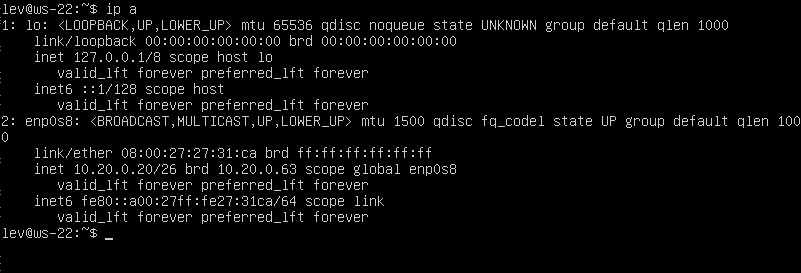 lev@ws-22:~$ ip a
1: lo: <LOOPBACK,UP,LOWER_UP> mtu 65536 qdisc noqueue state UNKNOWN group default qlen 1000
    link/loopback 00:00:00:00:00:00 brd 00:00:00:00:00:00
    inet 127.0.0.1/8 scope host lo
       valid_lft forever preferred_lft forever
    inet6 ::1/128 scope host
       valid_lft forever preferred_lft forever
2: enp0s8: <BROADCAST,MULTICAST,UP,LOWER_UP> mtu 1500 qdisc fq_codel state UP group default qlen 100
0
    link/ether 08:00:27:27:31:ca brd ff:ff:ff:ff:ff:ff
    inet 10.20.0.20/26 brd 10.20.0.63 scope global enp0s8
       valid_lft forever preferred_lft forever
    inet6 fe80::a00:27ff:fe27:31ca/64 scope link
       valid_lft forever preferred_lft forever
lev@ws-22:~$ _